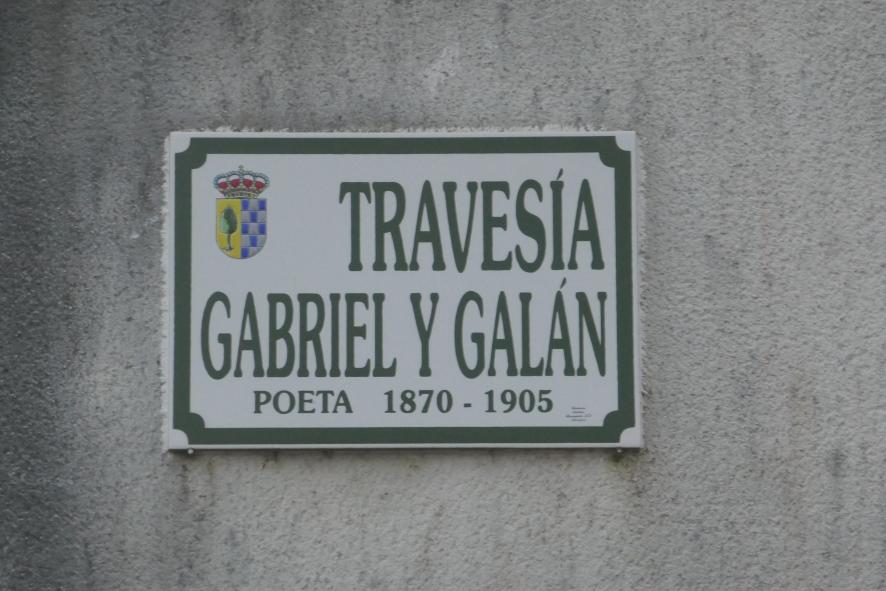 TRAVESÍA
GABRIEL Y GALÁN
POETA 1870 - 1905